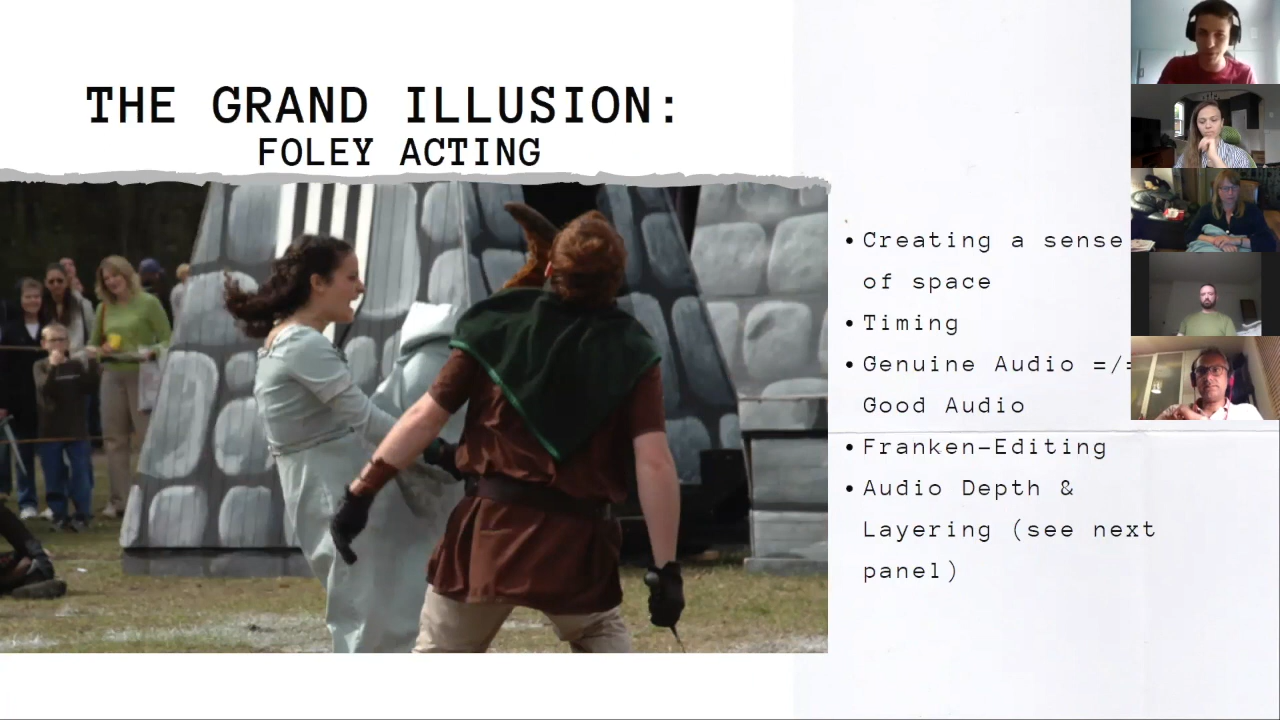 THE GRAND ILLUSION:
FOLEY ACTING
• Creating a sense
of space
• Timing
• Genuine Audio =/=
Good Audio
• Franken-Editing
• Audio Depth &
Layering (see next
panel)